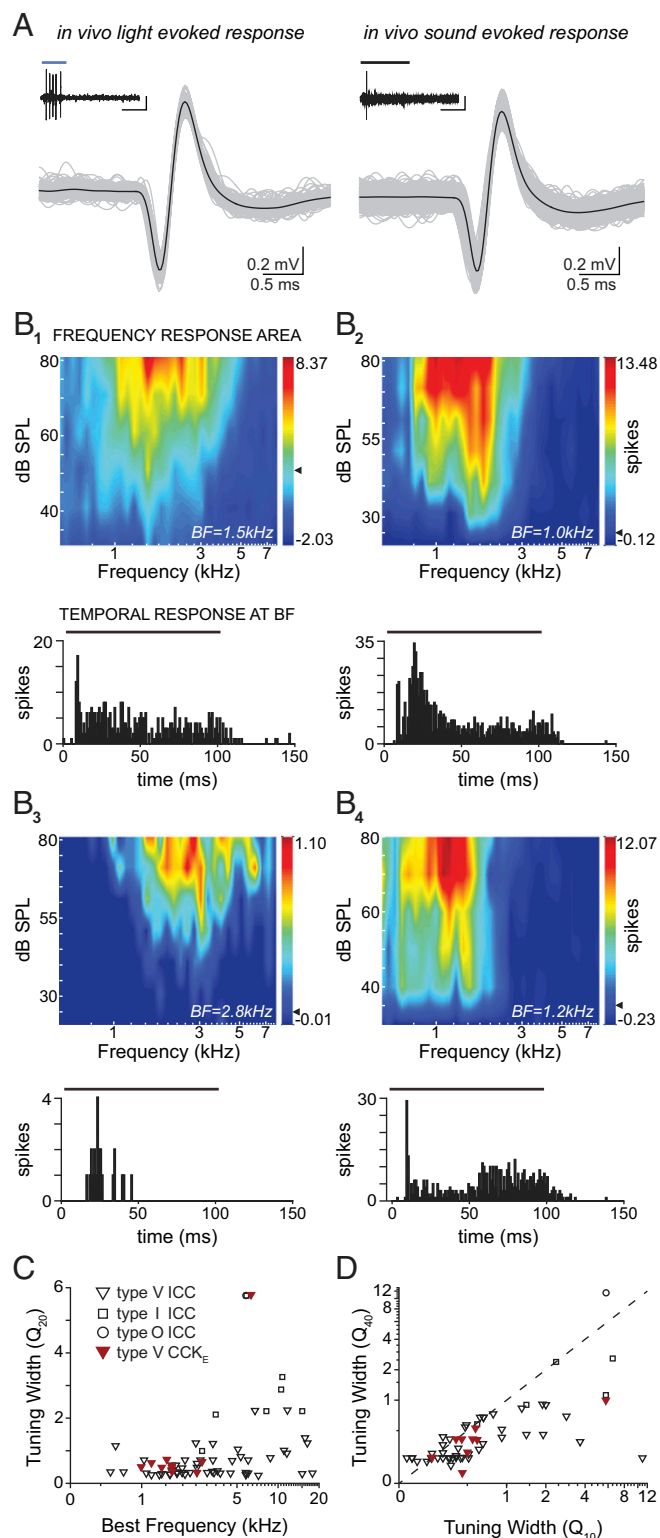 A
in vivo light evoked response
in vivo sound evoked response
0.2 mV
0.5 ms
0.2 mV
0.5 ms
B1 FREQUENCY RESPONSE AREA
B2
80
60
40
dB SPL
8.37
-2.03
BF=1.5kHz
1 3 5 7
Frequency (kHz)
80
55
30
dB SPL
13.48
spikes
-0.12
BF=1.0kHz
1 3 5 7
Frequency (kHz)
TEMPORAL RESPONSE AT BF
20
0
spikes
0 50 100 150
time (ms)
35
0
spikes
0 50 100 150
time (ms)
B3
B4
80
55
30
dB SPL
1.10
-0.01
BF=2.8kHz
1 3 5 7
Frequency (kHz)
80
60
40
dB SPL
12.07
spikes
-0.23
BF=1.2kHz
1 3 5 7
Frequency (kHz)
4
0
spikes
0 50 100 150
time (ms)
30
0
spikes
0 50 100 150
time (ms)
C
6
4
2
0
Tuning Width (Q20)
type V ICC
type I ICC
type O ICC
type V CCKE
1 5 10 20
Best Frequency (kHz)
D
12
8
4
2
1
0
Tuning Width (Q40)
0 1 2 4 8 12
Tuning Width (Q10)